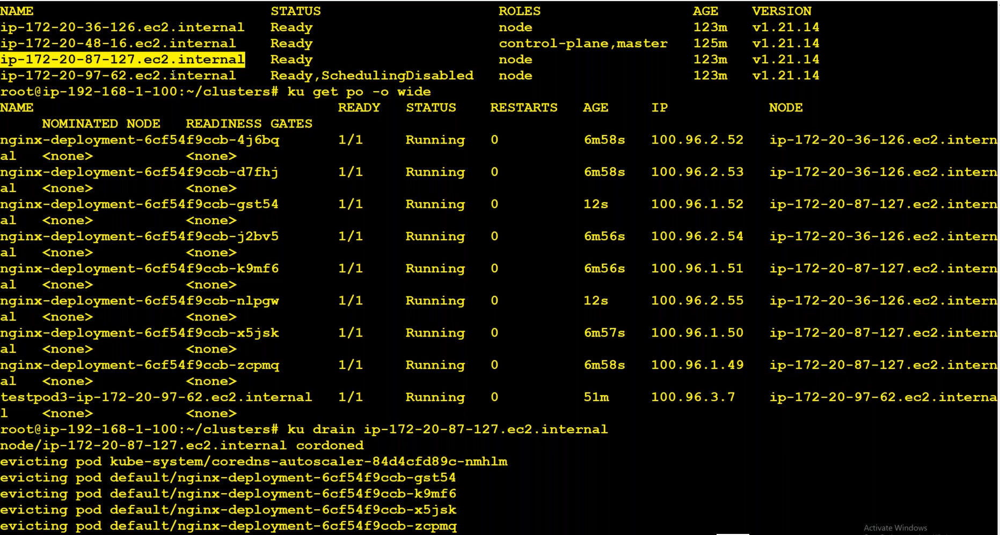 NAME STATUS ROLES AGE VERSION
ip-172-20-36-126.ec2.internal Ready node 123m v1.21.14
ip-172-20-48-16.ec2.internal Ready control-plane,master 125m v1.21.14
ip-172-20-87-127.ec2.internal Ready node 123m v1.21.14
ip-172-20-97-62.ec2.internal Ready,SchedulingDisabled node 123m v1.21.14
root@ip-192-168-1-100:~/clusters# ku get po -o wide
NAME READY STATUS RESTARTS AGE IP NODE
NOMINATED NODE READINESS GATES
nginx-deployment-6cf54f9ccb-4j6bq 1/1 Running 0 6m58s 100.96.2.52 ip-172-20-36-126.ec2.intern
al <none> <none>
nginx-deployment-6cf54f9ccb-d7fhj 1/1 Running 0 6m58s 100.96.2.53 ip-172-20-36-126.ec2.intern
al <none> <none>
nginx-deployment-6cf54f9ccb-gst54 1/1 Running 0 12s 100.96.1.52 ip-172-20-87-127.ec2.intern
al <none> <none>
nginx-deployment-6cf54f9ccb-j2bv5 1/1 Running 0 6m56s 100.96.2.54 ip-172-20-36-126.ec2.intern
al <none> <none>
nginx-deployment-6cf54f9ccb-k9mf6 1/1 Running 0 6m56s 100.96.1.51 ip-172-20-87-127.ec2.intern
al <none> <none>
nginx-deployment-6cf54f9ccb-nlpgw 1/1 Running 0 12s 100.96.2.55 ip-172-20-36-126.ec2.intern
al <none> <none>
nginx-deployment-6cf54f9ccb-x5jsk 1/1 Running 0 6m57s 100.96.1.50 ip-172-20-87-127.ec2.intern
al <none> <none>
nginx-deployment-6cf54f9ccb-zcpmq 1/1 Running 0 6m58s 100.96.1.49 ip-172-20-87-127.ec2.intern
al <none> <none>
testpod3-ip-172-20-97-62.ec2.internal 1/1 Running 0 51m 100.96.3.7 ip-172-20-97-62.ec2.interna
l <none> <none>
root@ip-192-168-1-100:~/clusters# ku drain ip-172-20-87-127.ec2.internal
node/ip-172-20-87-127.ec2.internal cordoned
evicting pod kube-system/coredns-autoscaler-84d4cfd89c-nmhlm
evicting pod default/nginx-deployment-6cf54f9ccb-gst54
evicting pod default/nginx-deployment-6cf54f9ccb-k9mf6
evicting pod default/nginx-deployment-6cf54f9ccb-x5jsk
evicting pod default/nginx-deployment-6cf54f9ccb-zcpmq
Activate Windows